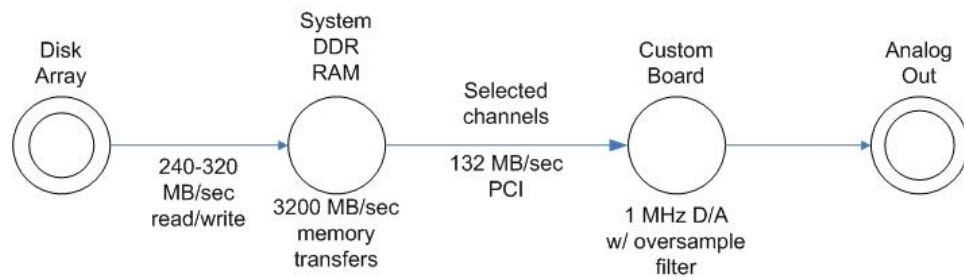 Disk
Array
System
DDR
RAM
Custom
Board
Analog
Out
Selected
channels
240-320
MB/sec
read/write
3200 MB/sec
memory
transfers
132 MB/sec
PCI
1 MHz D/A
w/ oversample
filter